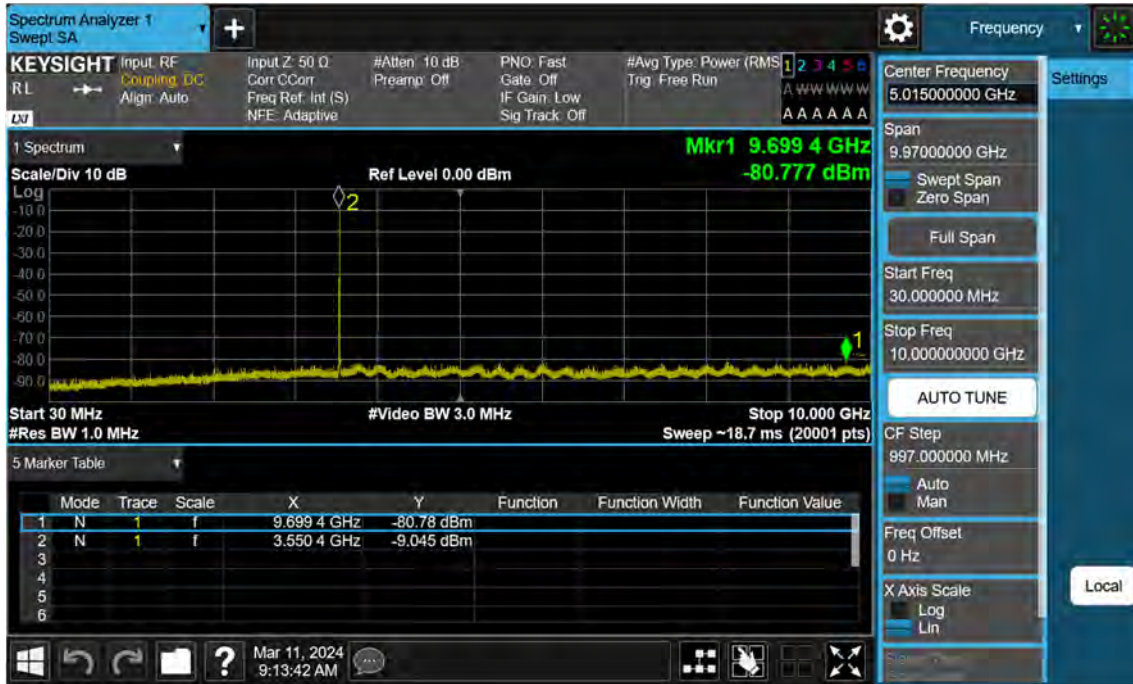 Spectrum Analyzer 1
Swept SA
+
Frequency
KEYSIGHT
RL
LXI
Input: RF
Coupling: DC
Align: Auto
Input Z: 50 Ω
Corr CCorr
Freq Ref: Int (S)
NFE: Adaptive
#Atten: 10 dB
Preamp: Off
PNO: Fast
Gate: Off
IF Gain: Low
Sig Track: Off
#Avg Type: Power (RMS
Trig: Free Run
1 2 3 4 5 6
A W W W W W
A A A A A A
1 Spectrum
Scale/Div 10 dB
Ref Level 0.00 dBm
Mkr1 9.699 4 GHz
-80.777 dBm
Log
-10.0
-20.0
-30.0
-40.0
-50.0
-60.0
-70.0
-80.0
-90.0
2
1
Start 30 MHz
#Video BW 3.0 MHz
Stop 10.000 GHz
#Res BW 1.0 MHz
Sweep ~18.7 ms (20001 pts)
5 Marker Table
Mode Trace Scale X Y Function Function Width Function Value
1 N 1 f 9.699 4 GHz -80.78 dBm
2 N 1 f 3.550 4 GHz -9.045 dBm
3
4
5
6
?
Mar 11, 2024
9:13:42 AM
Center Frequency
5.015000000 GHz
Span
9.97000000 GHz
Swept Span
Zero Span
Full Span
Start Freq
30.000000 MHz
Stop Freq
10.000000000 GHz
AUTO TUNE
CF Step
997.000000 MHz
Auto
Man
Freq Offset
0 Hz
X Axis Scale
Log
Lin
Settings
Local